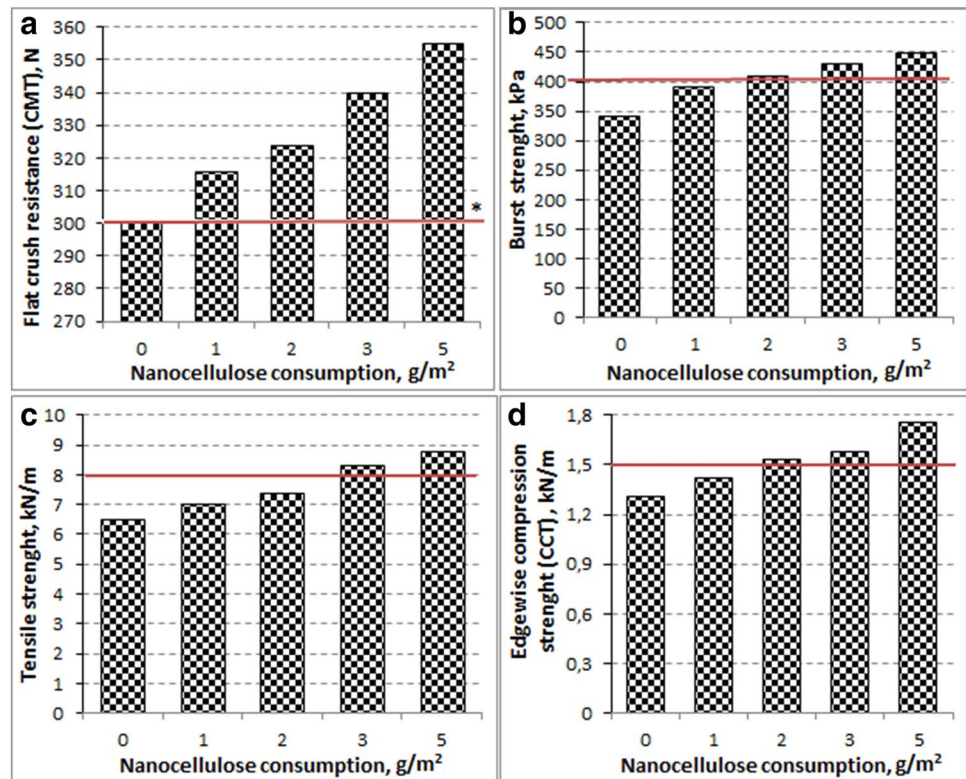 a
Flat crush resistance (CMT), N
360
350
340
330
320
310
300
290
280
270
*
0 1 2 3 5
Nanocellulose consumption, g/m²
b
Burst strenght, kPa
500
450
400
350
300
250
200
150
100
50
0
0 1 2 3 5
Nanocellulose consumption, g/m²
c
Tensile strenght, kN/m
10
9
8
7
6
5
4
3
2
1
0
0 1 2 3 5
Nanocellulose consumption, g/m²
d
Edgewise compression
strenght (CCT), kN/m
1,8
1,5
1,2
0,9
0,6
0,3
0
0 1 2 3 5
Nanocellulose consumption, g/m²